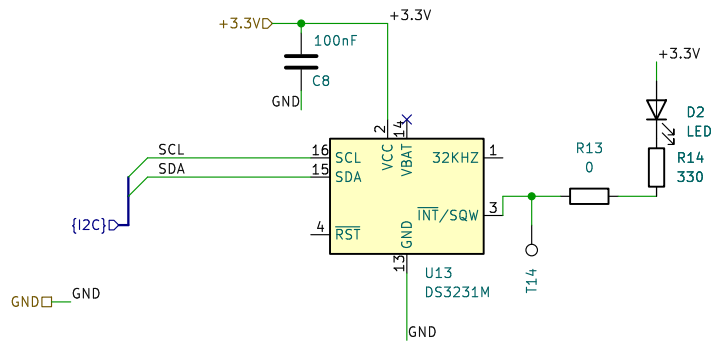 +3.3V
+3.3V
100nF
C8
GND
+3.3V
D2
LED
R14
330
R13
0
SCL
SDA
{I2C}
16
15
4
2
14
1
3
13
SCL
SDA
RST
VCC
VBAT
32KHZ
INT/SQW
GND
U13
DS3231M
T14
GND
GND
GND